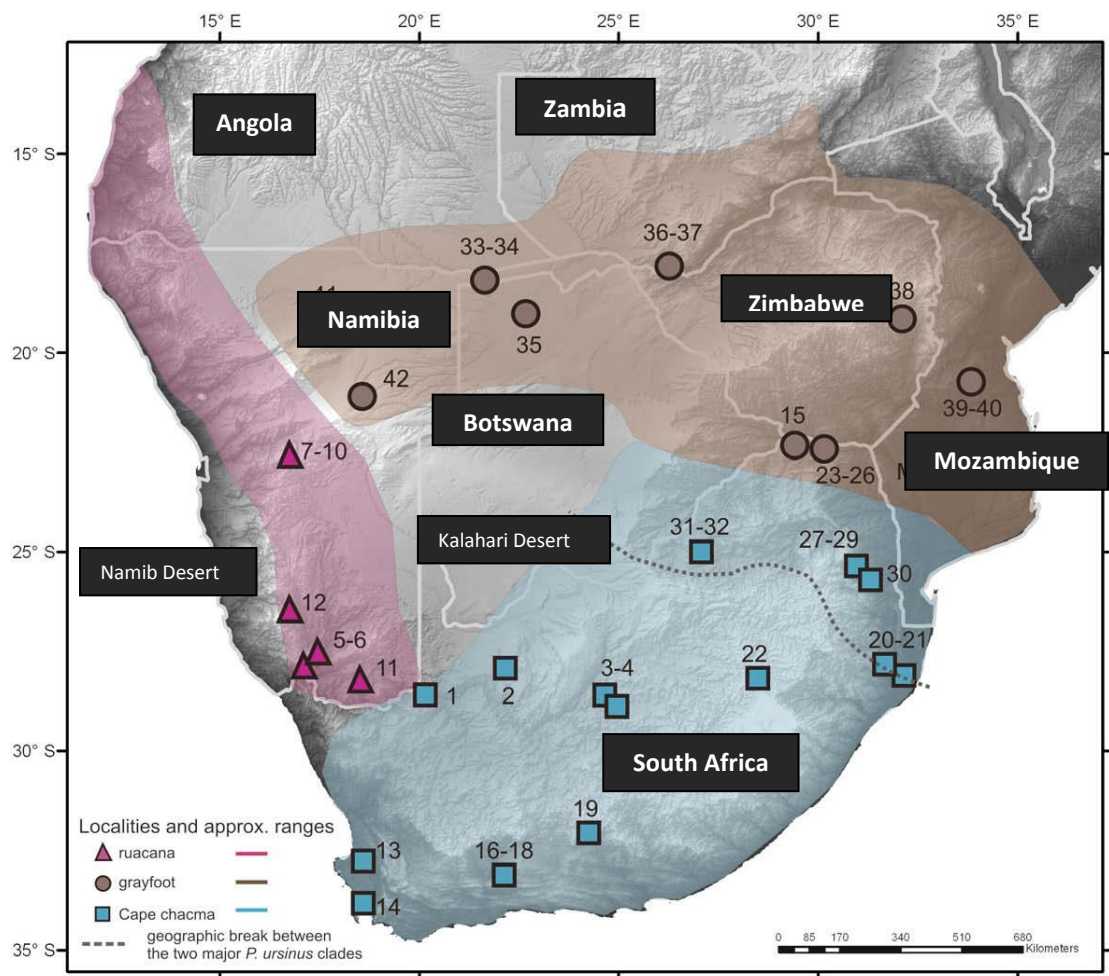 15° E
20° E
25° E
30° E
35° E
Angola
Zambia
15° S
33-34
36-37
Namibia
Zimbabwe
38
20° S
35
42
39-40
15
Botswana
7-10
23-26
Mozambique
M
25° S
Kalahari Desert
31-32
27-29
Namib Desert
30
12
5-6
11
20-21
22
3-4
1
2
30° S
South Africa
Localities and approx. ranges
ruacana
grayfoot
Cape chacma
geographic break between
the two major P. ursinus clades
19
13
16-18
14
35° S
0 85 170 340 510 680
Kilometers